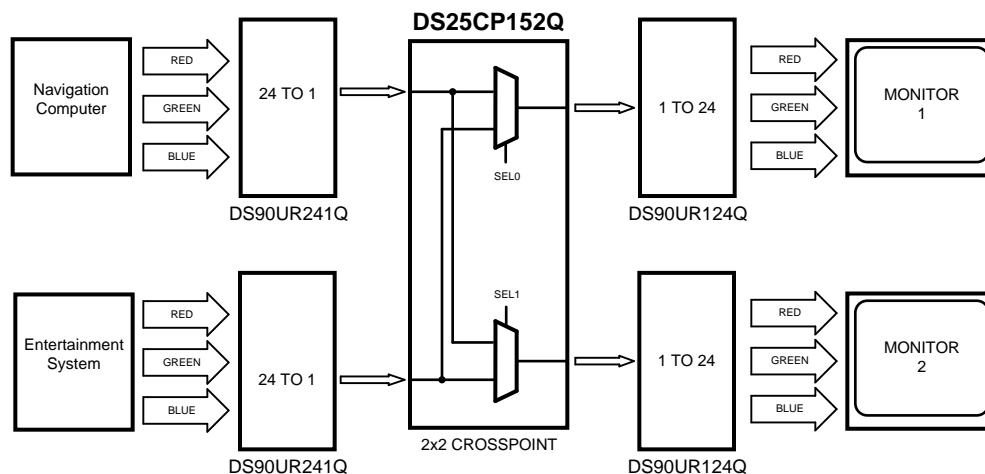 DS25CP152Q
Navigation
Computer
RED
GREEN
BLUE
24 TO 1
DS90UR241Q
SEL0
1 TO 24
DS90UR124Q
RED
GREEN
BLUE
MONITOR
1
Entertainment
System
RED
GREEN
BLUE
24 TO 1
DS90UR241Q
SEL1
2x2 CROSSPOINT
1 TO 24
DS90UR124Q
RED
GREEN
BLUE
MONITOR
2